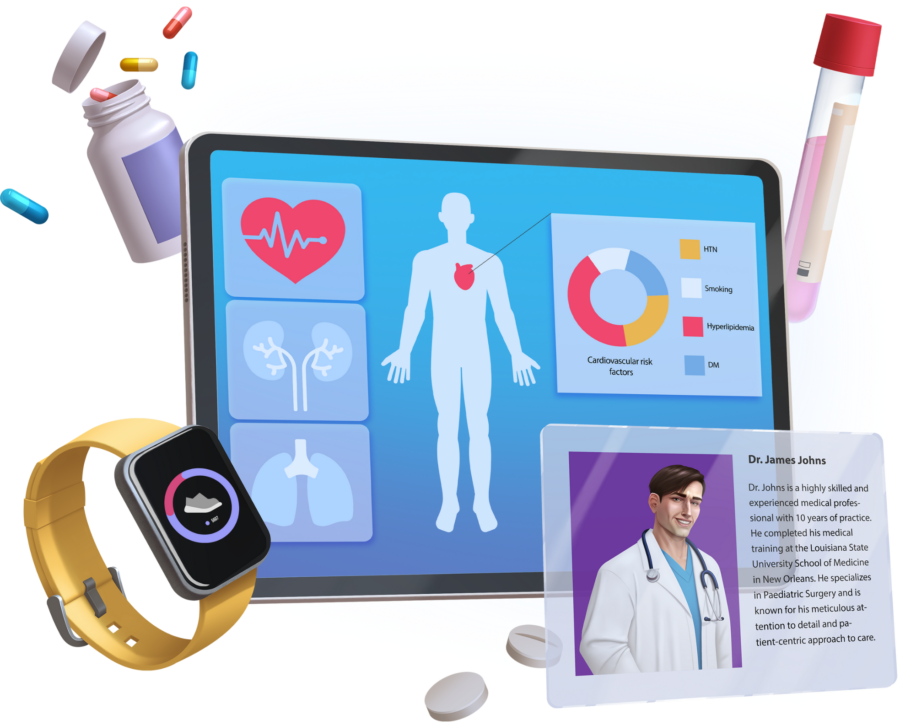 HTN
Smoking
Hyperlipidemia
DM
Cardiovascular risk
factors
Dr. James Johns
Dr. Johns is a highly skilled and
experienced medical profes-
sional with 10 years of practice.
He completed his medical
training at the Louisiana State
University School of Medicine
in New Orleans. He specializes
in Paediatric Surgery and is
known for his meticulous at-
tention to detail and pa-
tient-centric approach to care.